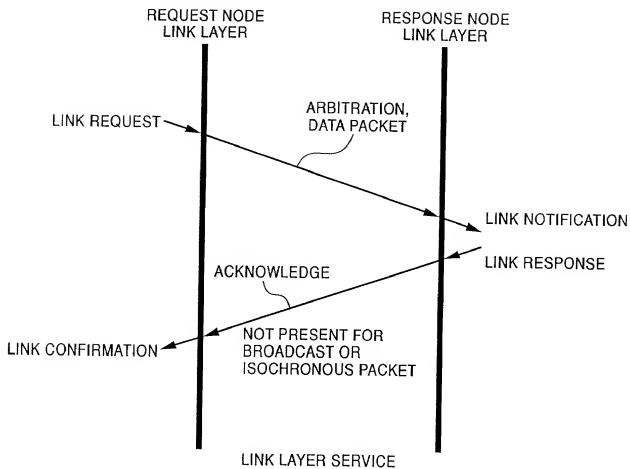 REQUEST NODE
LINK LAYER
RESPONSE NODE
LINK LAYER
LINK REQUEST
ARBITRATION,
DATA PACKET
LINK NOTIFICATION
LINK RESPONSE
ACKNOWLEDGE
LINK CONFIRMATION
NOT PRESENT FOR
BROADCAST OR
ISOCHRONOUS PACKET
LINK LAYER SERVICE